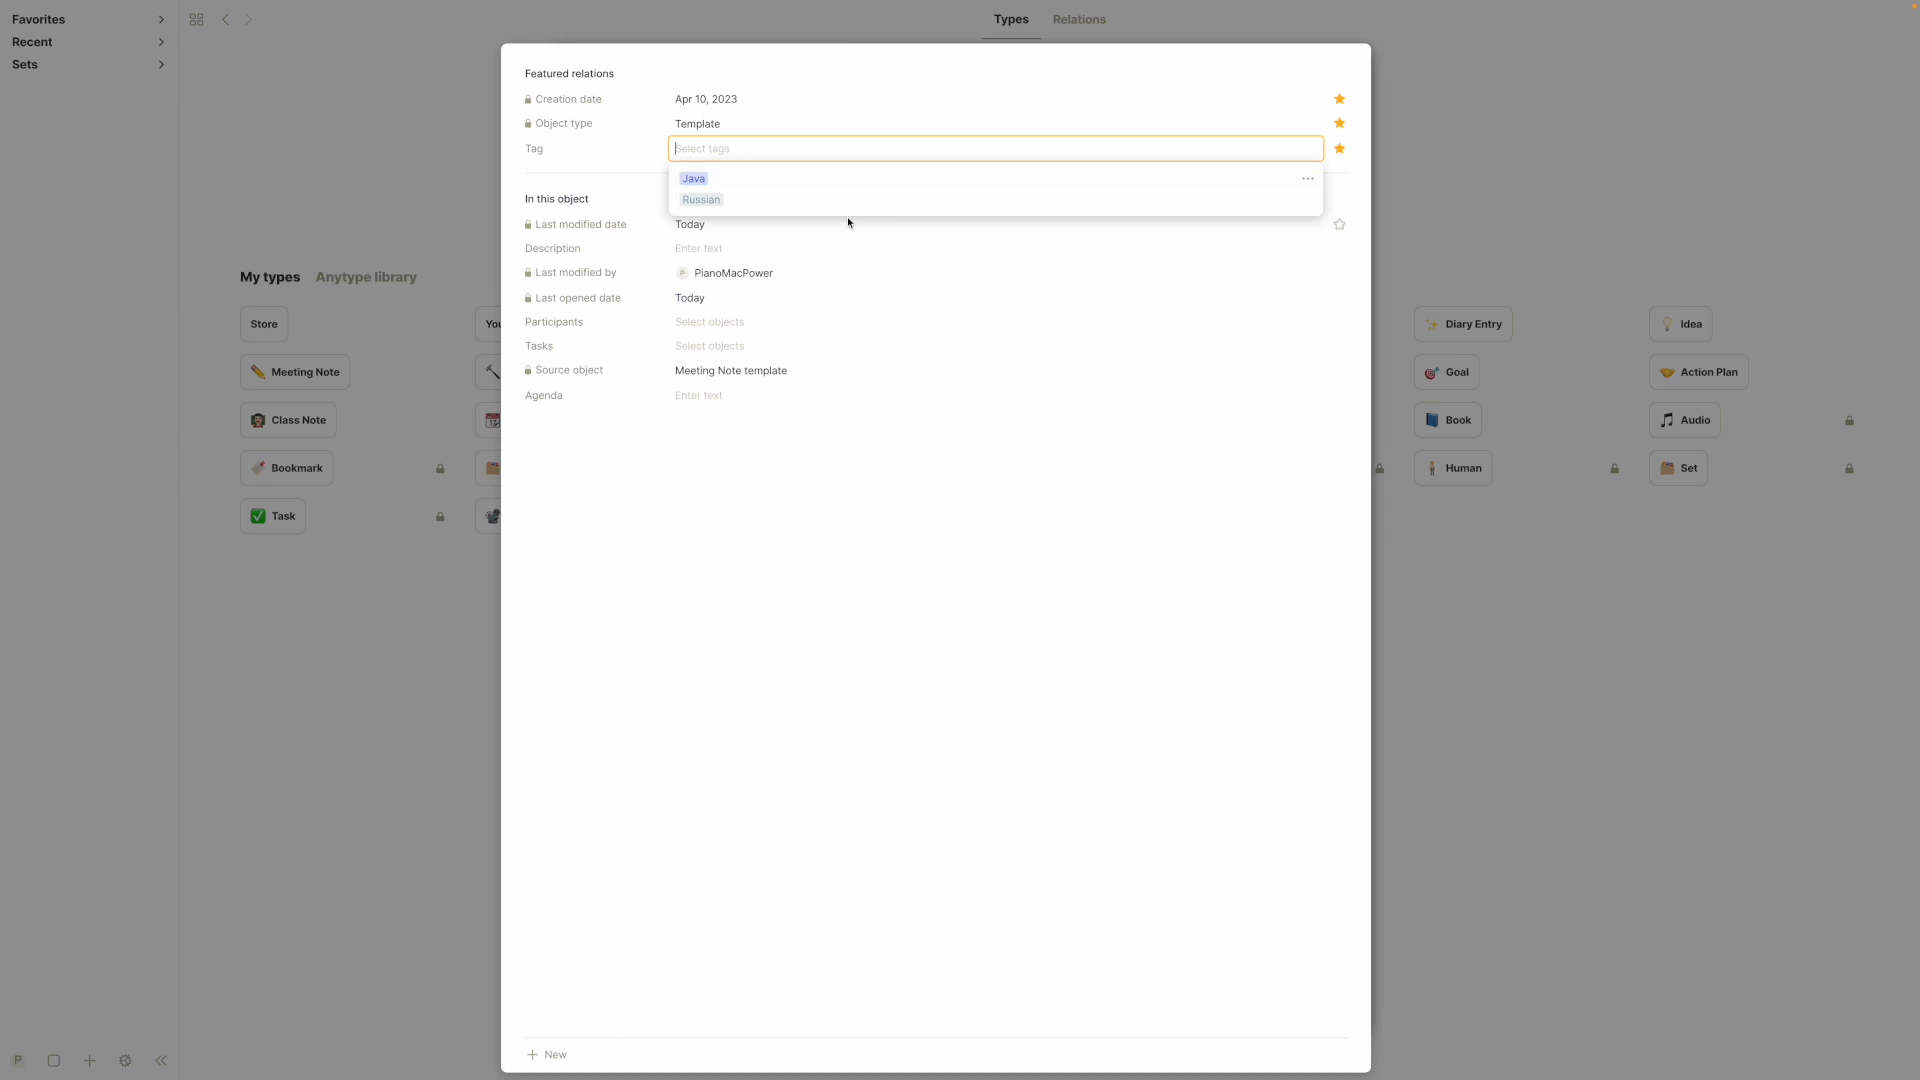 Favorites
Recent
Sets
Types
Relations
Featured relations
Creation date
Apr 10, 2023
Object type
Template
Tag
Select tags
Java
Russian
In this object
Last modified date
Today
Description
Enter text
Last modified by
P PianoMacPower
Last opened date
Today
Participants
Select objects
Tasks
Select objects
Source object
Meeting Note template
Agenda
Enter text
New
My types
Anytype library
Store
You
Diary Entry
Idea
Meeting Note
Goal
Action Plan
Class Note
Book
Audio
Bookmark
Human
Set
Task
P